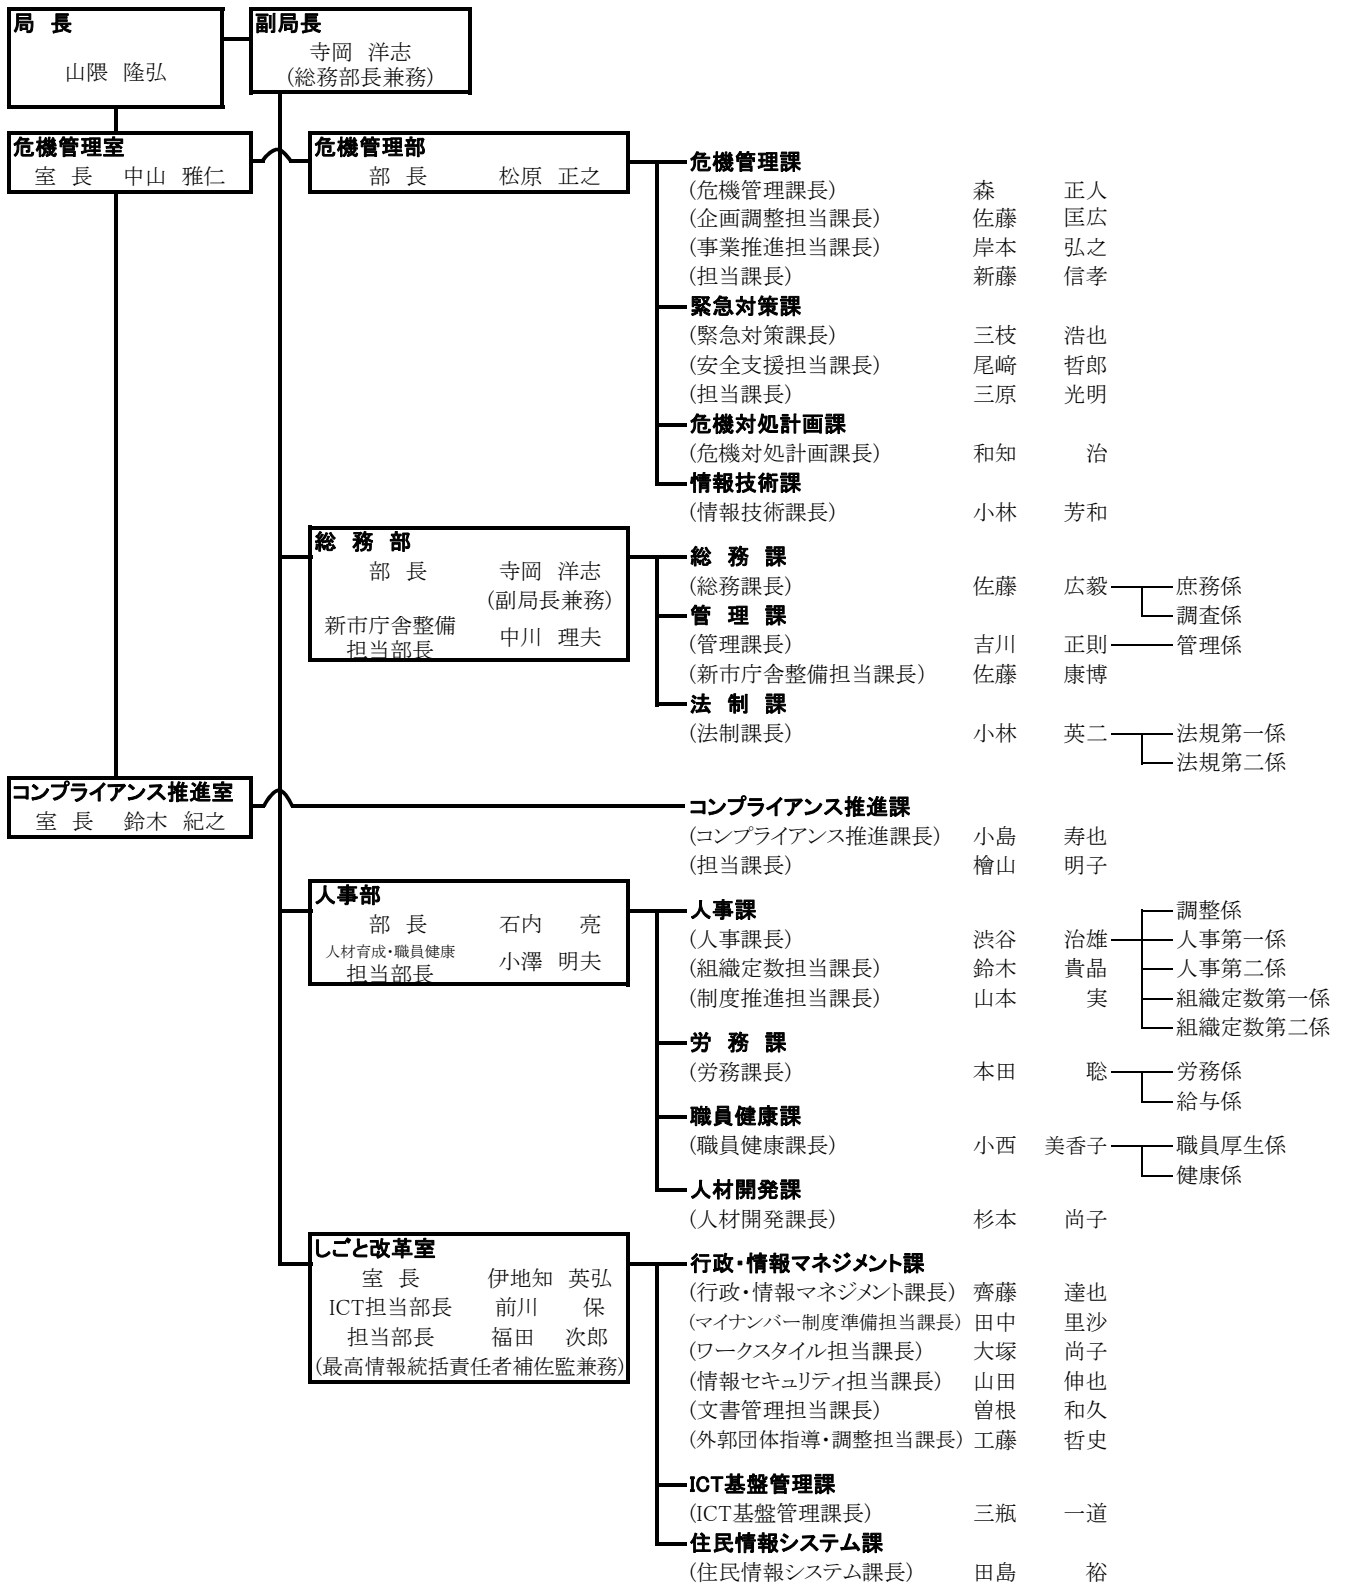 局 長
山隈 隆弘
副局長
寺岡 洋志
(総務部長兼務)
危機管理室
室 長 中山 雅仁
危機管理部
部 長 松原 正之
危機管理課
(危機管理課長) 森 正人
(企画調整担当課長) 佐藤 匡広
(事業推進担当課長) 岸本 弘之
(担当課長) 新藤 信孝
緊急対策課
(緊急対策課長) 三枝 浩也
(安全支援担当課長) 尾﨑 哲郎
(担当課長) 三原 光明
危機対処計画課
(危機対処計画課長) 和知 治
情報技術課
(情報技術課長) 小林 芳和
総 務 部
部 長 寺岡 洋志
(副局長兼務)
新市庁舎整備
担当部長 中川 理夫
総 務 課
(総務課長) 佐藤 広毅 庶務係
調査係
管 理 課
(管理課長) 吉川 正則 管理係
(新市庁舎整備担当課長) 佐藤 康博
法 制 課
(法制課長) 小林 英二 法規第一係
法規第二係
コンプライアンス推進室
室 長 鈴木 紀之
コンプライアンス推進課
(コンプライアンス推進課長) 小島 寿也
(担当課長) 檜山 明子
人事部
部 長 石内 亮
人材育成・職員健康
担当部長 小澤 明夫
人事課
調整係
(人事課長) 渋谷 治雄 人事第一係
(組織定数担当課長) 鈴木 貴晶 人事第二係
(制度推進担当課長) 山本 実 組織定数第一係
組織定数第二係
労 務 課
(労務課長) 本田 聡 労務係
給与係
職員健康課
(職員健康課長) 小西 美香子 職員厚生係
健康係
人材開発課
(人材開発課長) 杉本 尚子
しごと改革室
室 長 伊地知 英弘
ICT担当部長 前川 保
担当部長 福田 次郎
(最高情報統括責任者補佐監兼務)
行政・情報マネジメント課
(行政・情報マネジメント課長) 齊藤 達也
(マイナンバー制度準備担当課長) 田中 里沙
(ワークスタイル担当課長) 大塚 尚子
(情報セキュリティ担当課長) 山田 伸也
(文書管理担当課長) 曽根 和久
(外郭団体指導・調整担当課長) 工藤 哲史
ICT基盤管理課
(ICT基盤管理課長) 三瓶 一道
住民情報システム課
(住民情報システム課長) 田島 裕